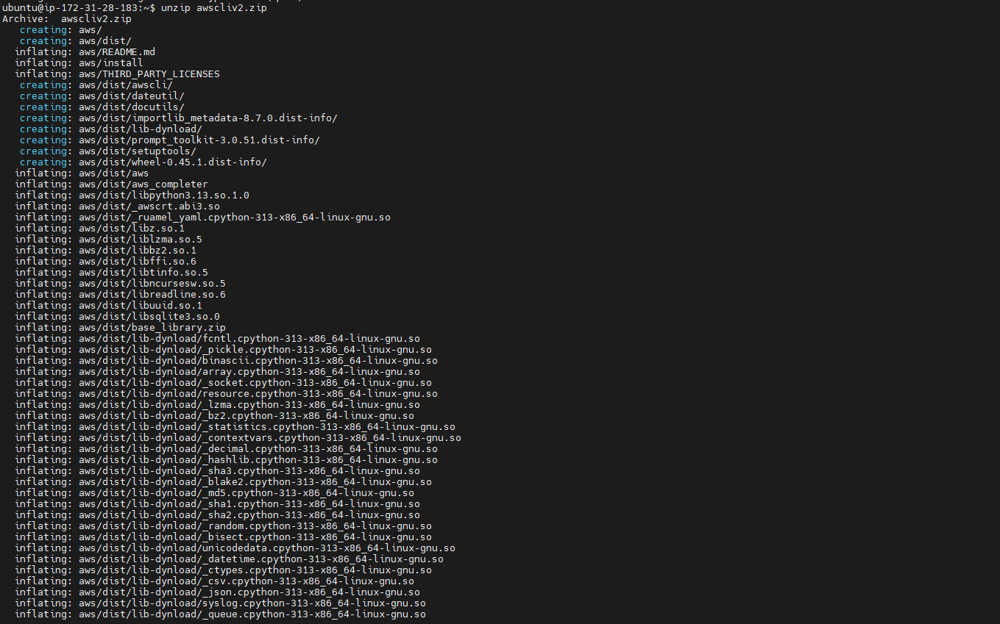 ubuntu@ip-172-31-28-183:~$ unzip awscliv2.zip
Archive:  awscliv2.zip
   creating: aws/
   creating: aws/dist/
  inflating: aws/README.md
  inflating: aws/install
  inflating: aws/THIRD_PARTY_LICENSES
   creating: aws/dist/awscli/
   creating: aws/dist/dateutil/
   creating: aws/dist/docutils/
   creating: aws/dist/importlib_metadata-8.7.0.dist-info/
   creating: aws/dist/lib-dynload/
   creating: aws/dist/prompt_toolkit-3.0.51.dist-info/
   creating: aws/dist/setuptools/
   creating: aws/dist/wheel-0.45.1.dist-info/
  inflating: aws/dist/aws
  inflating: aws/dist/aws_completer
  inflating: aws/dist/libpython3.13.so.1.0
  inflating: aws/dist/_awscrt.abi3.so
  inflating: aws/dist/_ruamel_yaml.cpython-313-x86_64-linux-gnu.so
  inflating: aws/dist/libz.so.1
  inflating: aws/dist/liblzma.so.5
  inflating: aws/dist/libbz2.so.1
  inflating: aws/dist/libffi.so.6
  inflating: aws/dist/libtinfo.so.5
  inflating: aws/dist/libncursesw.so.5
  inflating: aws/dist/libreadline.so.6
  inflating: aws/dist/libuuid.so.1
  inflating: aws/dist/libsqlite3.so.0
  inflating: aws/dist/base_library.zip
  inflating: aws/dist/lib-dynload/fcntl.cpython-313-x86_64-linux-gnu.so
  inflating: aws/dist/lib-dynload/_pickle.cpython-313-x86_64-linux-gnu.so
  inflating: aws/dist/lib-dynload/binascii.cpython-313-x86_64-linux-gnu.so
  inflating: aws/dist/lib-dynload/array.cpython-313-x86_64-linux-gnu.so
  inflating: aws/dist/lib-dynload/_socket.cpython-313-x86_64-linux-gnu.so
  inflating: aws/dist/lib-dynload/resource.cpython-313-x86_64-linux-gnu.so
  inflating: aws/dist/lib-dynload/_lzma.cpython-313-x86_64-linux-gnu.so
  inflating: aws/dist/lib-dynload/_bz2.cpython-313-x86_64-linux-gnu.so
  inflating: aws/dist/lib-dynload/_statistics.cpython-313-x86_64-linux-gnu.so
  inflating: aws/dist/lib-dynload/_contextvars.cpython-313-x86_64-linux-gnu.so
  inflating: aws/dist/lib-dynload/_decimal.cpython-313-x86_64-linux-gnu.so
  inflating: aws/dist/lib-dynload/_hashlib.cpython-313-x86_64-linux-gnu.so
  inflating: aws/dist/lib-dynload/_sha3.cpython-313-x86_64-linux-gnu.so
  inflating: aws/dist/lib-dynload/_blake2.cpython-313-x86_64-linux-gnu.so
  inflating: aws/dist/lib-dynload/_md5.cpython-313-x86_64-linux-gnu.so
  inflating: aws/dist/lib-dynload/_sha1.cpython-313-x86_64-linux-gnu.so
  inflating: aws/dist/lib-dynload/_sha2.cpython-313-x86_64-linux-gnu.so
  inflating: aws/dist/lib-dynload/_random.cpython-313-x86_64-linux-gnu.so
  inflating: aws/dist/lib-dynload/_bisect.cpython-313-x86_64-linux-gnu.so
  inflating: aws/dist/lib-dynload/unicodedata.cpython-313-x86_64-linux-gnu.so
  inflating: aws/dist/lib-dynload/_datetime.cpython-313-x86_64-linux-gnu.so
  inflating: aws/dist/lib-dynload/_ctypes.cpython-313-x86_64-linux-gnu.so
  inflating: aws/dist/lib-dynload/_csv.cpython-313-x86_64-linux-gnu.so
  inflating: aws/dist/lib-dynload/_json.cpython-313-x86_64-linux-gnu.so
  inflating: aws/dist/lib-dynload/syslog.cpython-313-x86_64-linux-gnu.so
  inflating: aws/dist/lib-dynload/_queue.cpython-313-x86_64-linux-gnu.so